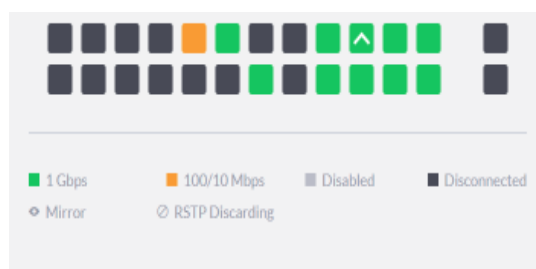 1 Gbps 100/10 Mbps Disabled Disconnected
Mirror RSTP Discarding